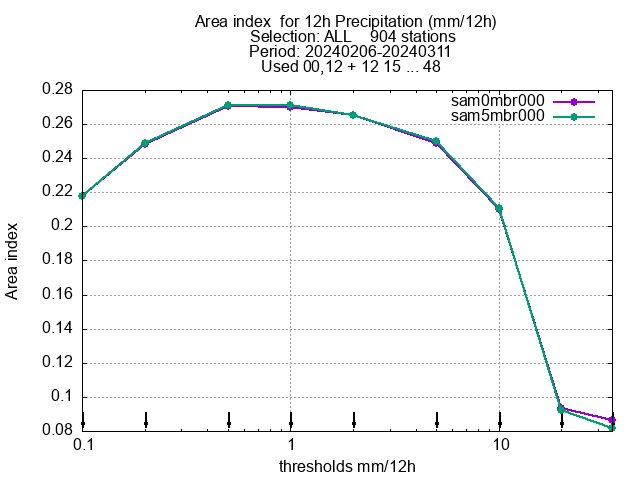 Area index  for 12h Precipitation (mm/12h)
Selection: ALL    904 stations
Period: 20240206-20240311
Used 00,12 + 12 15 ... 48
sam0mbr000
sam5mbr000
0.28
0.26
0.24
0.22
0.2
0.18
0.16
0.14
0.12
0.1
0.08
Area index
0.1
1
10
thresholds mm/12h